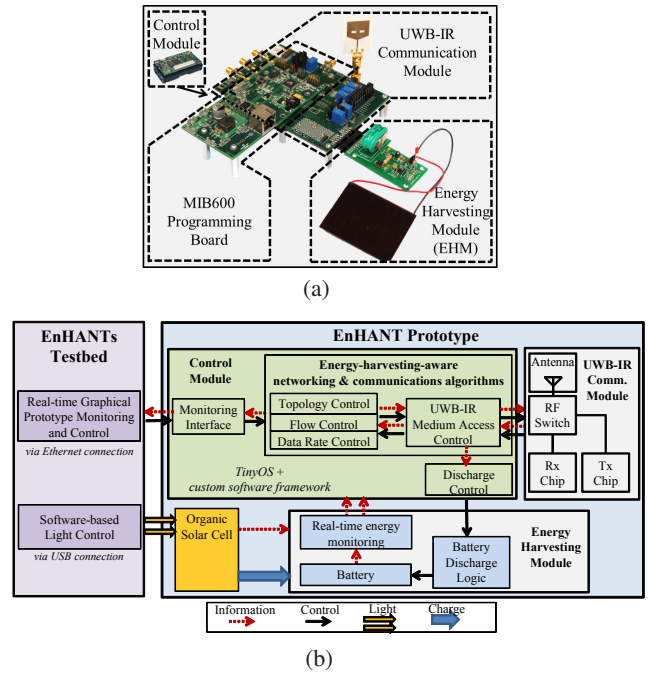 Control
Module
UWB-IR
Communication
Module
MIB600
Programming
Board
Energy
Harvesting
Module
(EHM)
(a)
EnHANTs
Testbed
Real-time Graphical
Prototype Monitoring
and Control
via Ethernet connection
Software-based
Light Control
via USB connection
EnHANT Prototype
Control
Module
Monitoring
Interface
Energy-harvesting-aware
networking & communications algorithms
Topology Control
Flow Control
Data Rate Control
UWB-IR
Medium Access
Control
TinyOS +
custom software framework
Discharge
Control
Antenna
UWB-IR
Comm.
Module
RF
Switch
Rx
Chip
Tx
Chip
Organic
Solar Cell
Real-time energy
monitoring
Battery
Battery
Discharge
Logic
Energy
Harvesting
Module
Information
Control
Light
Charge
(b)